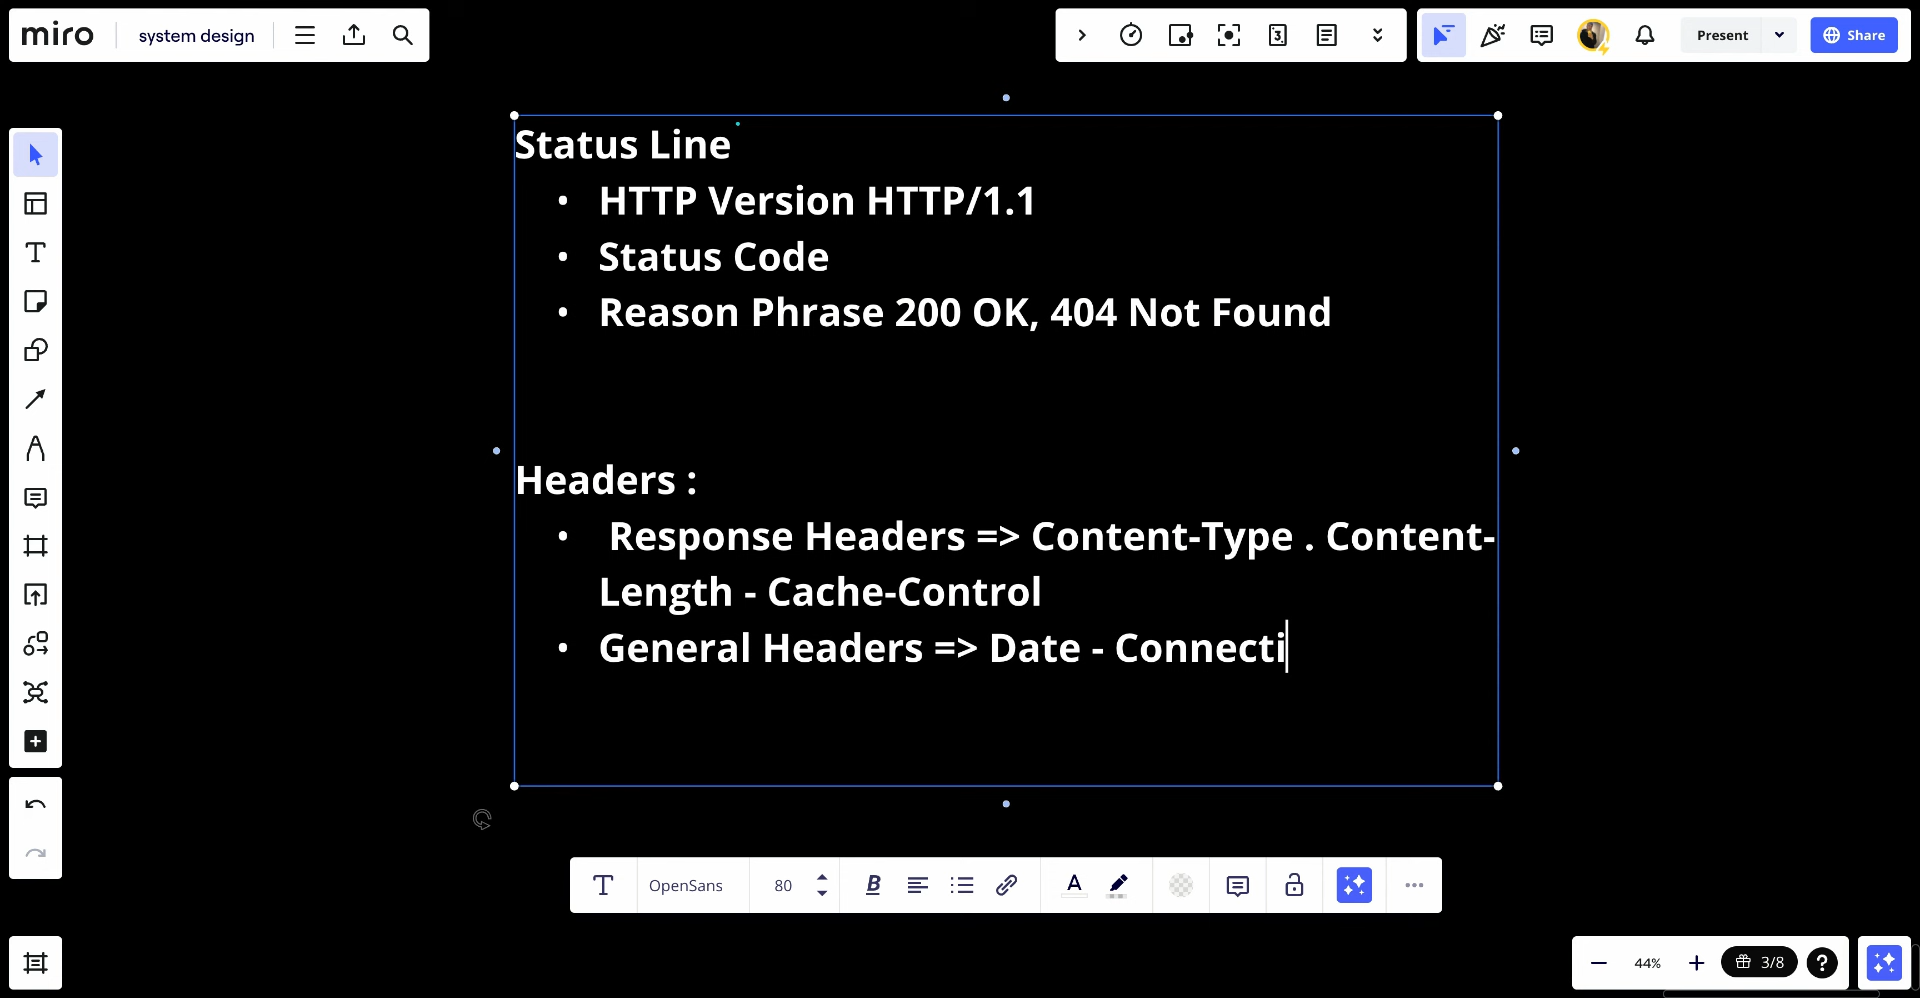 miro
system design
Present
Share
Status Line
• HTTP Version HTTP/1.1
• Status Code
• Reason Phrase 200 OK, 404 Not Found
Headers :
• Response Headers => Content-Type . Content-
Length - Cache-Control
• General Headers => Date - Connecti
OpenSans
80
44%
3/8